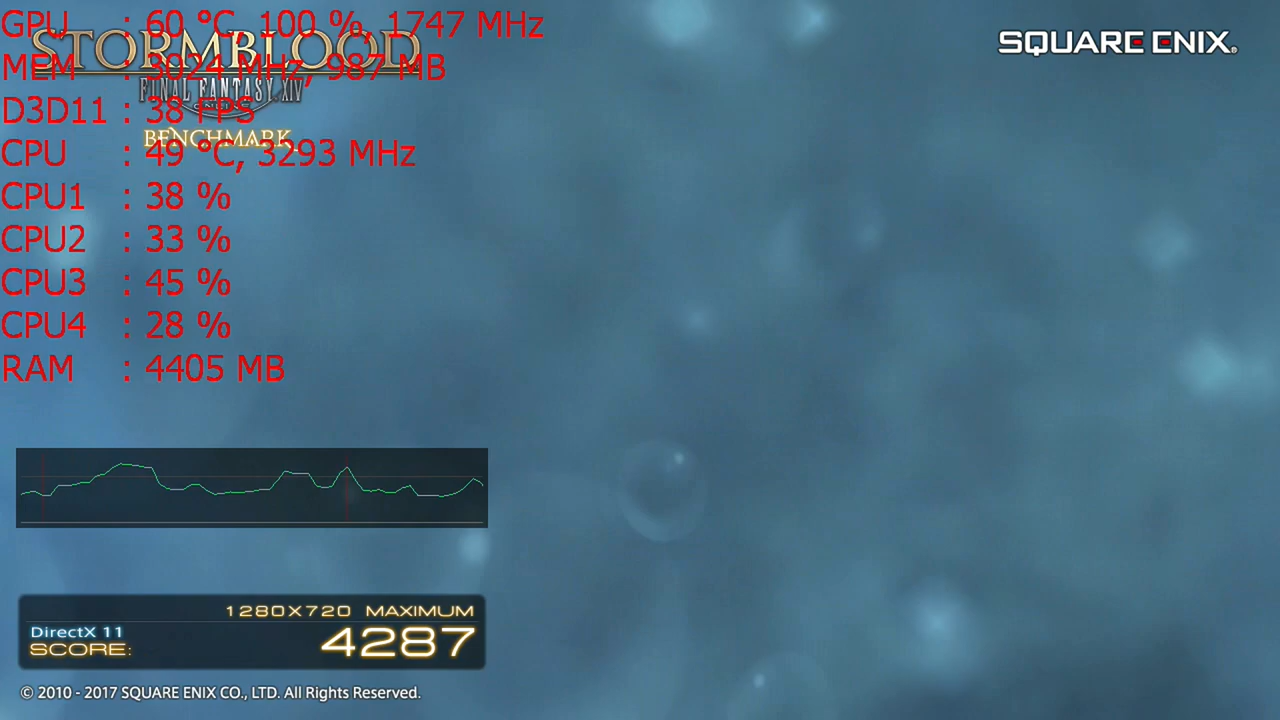 GPU : 60 °C, 100 %, 1747 MHz
STORMBLOOD
SQUARE ENIX.
MEM : 3024 MHz, 987 MB
FINAL FANTASY XIV
ONLINE
D3D11 : 38 FPS
BENCHMARK
CPU : 49 °C, 3293 MHz
CPU1 : 38 %
CPU2 : 33 %
CPU3 : 45 %
CPU4 : 28 %
RAM : 4405 MB
1280X720 MAXIMUM
DirectX 11
SCORE: 4287
© 2010 - 2017 SQUARE ENIX CO., LTD. All Rights Reserved.